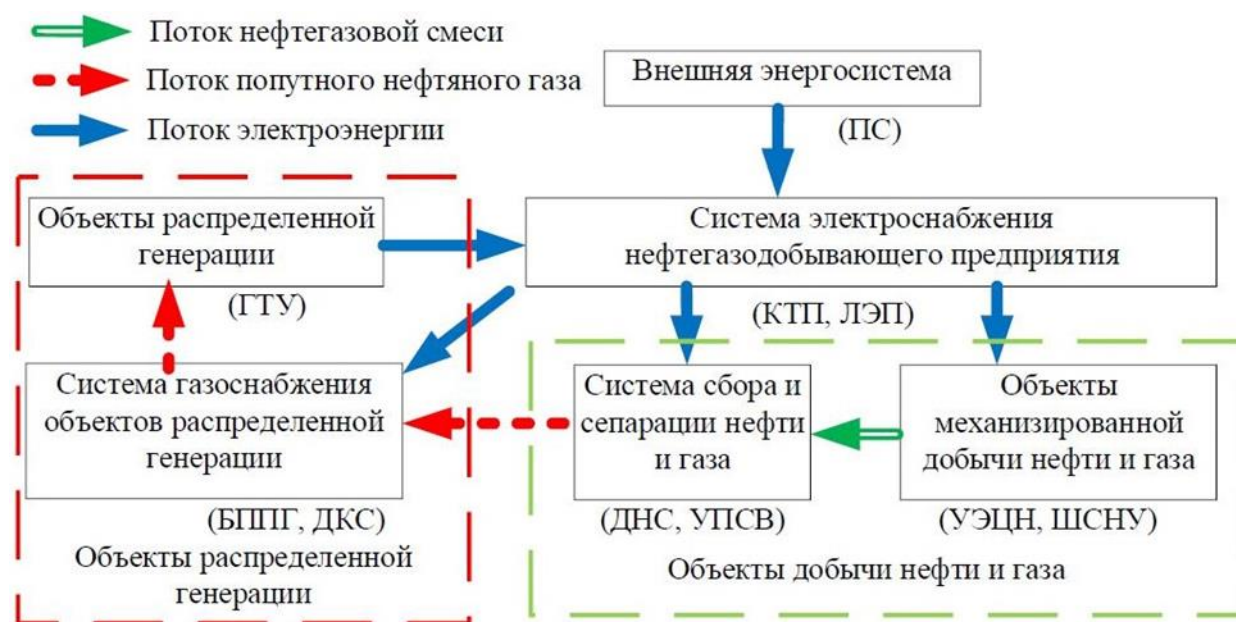 Поток нефтегазовой смеси
Поток попутного нефтяного газа
Поток электроэнергии
Внешняя энергосистема
(ПС)
Объекты распределенной
генерации
(ГТУ)
Система электроснабжения
нефтегазодобывающего предприятия
(КТП, ЛЭП)
Система газоснабжения
объектов распределенной
генерации
(БППГ, ДКС)
Объекты распределенной
генерации
Система сбора и
сепарации нефти
и газа
(ДНС, УПСВ)
Объекты
механизированной
добычи нефти и газа
(УЭЦН, ШСНУ)
Объекты добычи нефти и газа